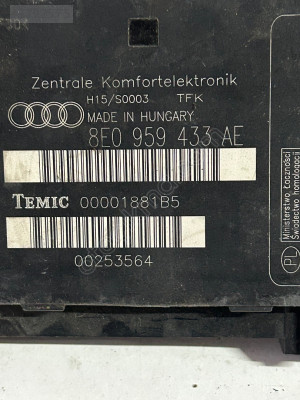 Zentrale Komfortelektronik
H15/S0003 TFK
MADE IN HUNGARY
8E0 959 433 AE
TEMIC 00001881B5
00253564
Ministerstwo Łączności
Świadectwo homologacji
PL